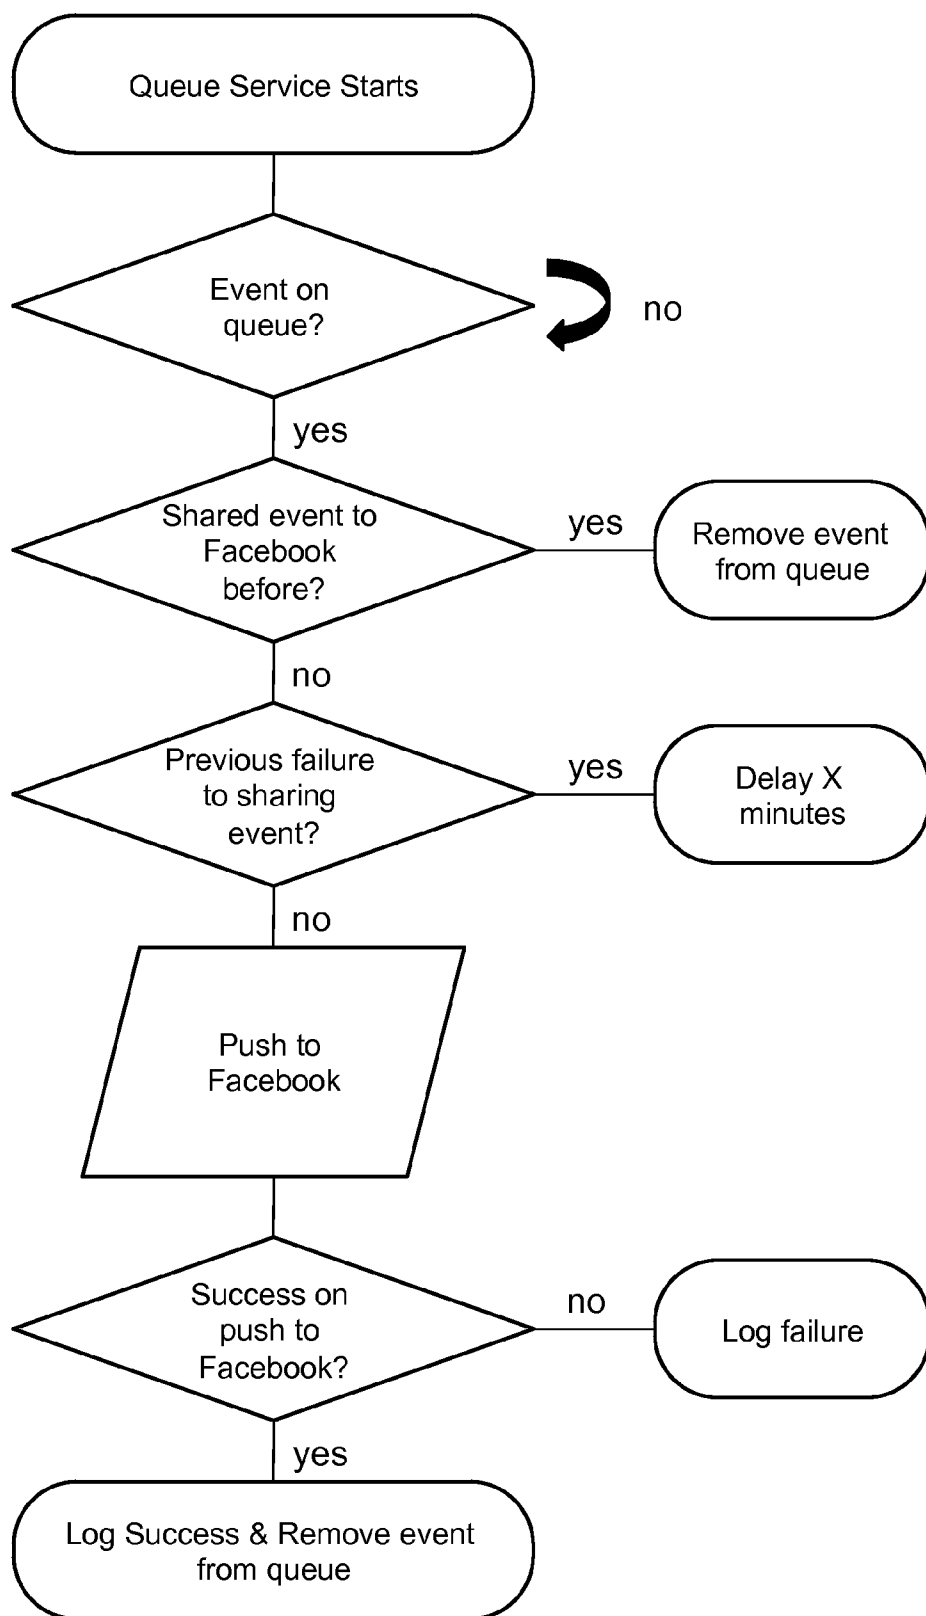 Queue Service Starts
Event on
queue?
no
yes
Shared event to
Facebook
before?
yes
Remove event
from queue
no
Previous failure
to sharing
event?
yes
Delay X
minutes
no
Push to
Facebook
Success on
push to
Facebook?
no
Log failure
yes
Log Success & Remove event
from queue